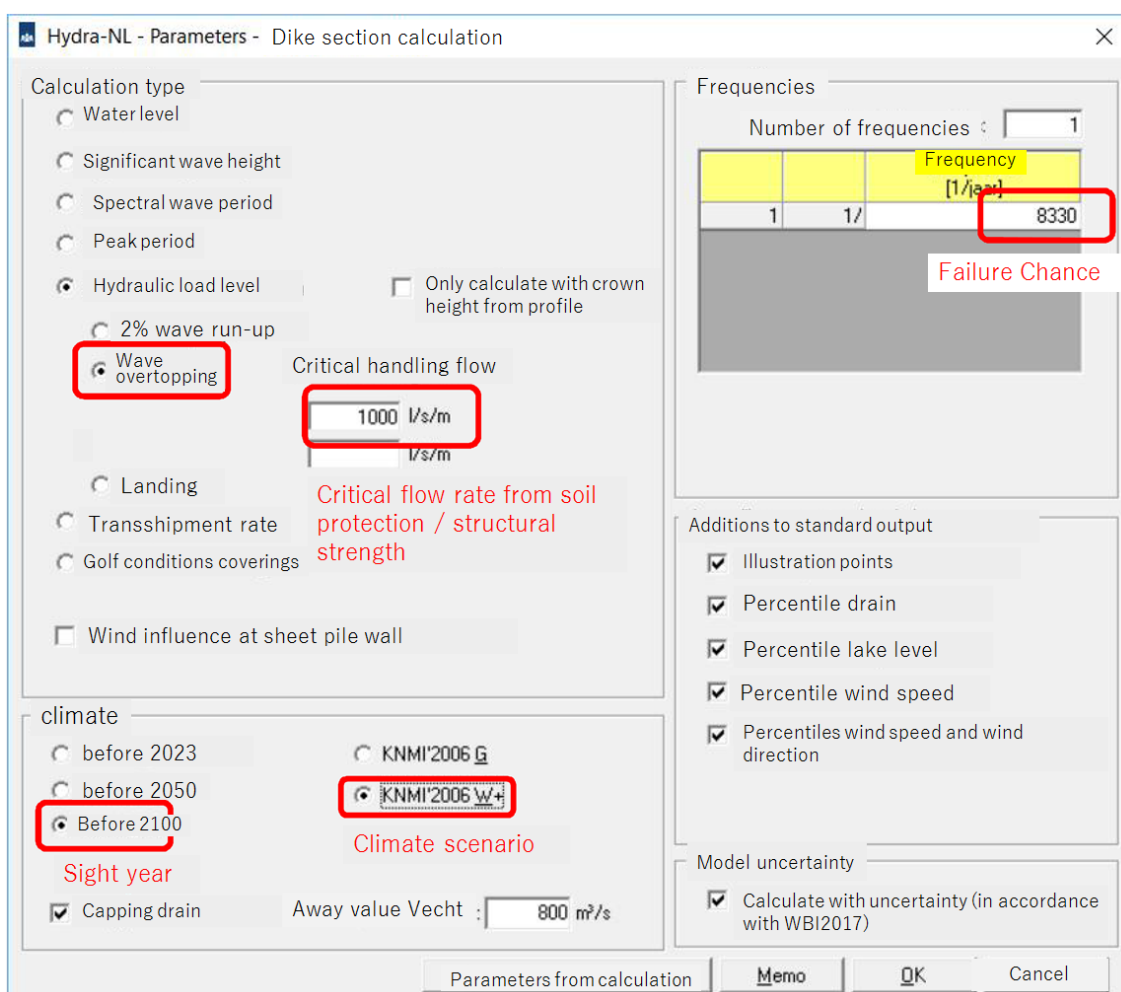 Hydra-NL - Parameters - Dike section calculation
Calculation type
Water level
Significant wave height
Spectral wave period
Peak period
Hydraulic load level
Only calculate with crown
height from profile
2% wave run-up
Wave
overtopping
Critical handling flow
1000 l/s/m
l/s/m
Landing
Critical flow rate from soil
protection / structural
strength
Transshipment rate
Golf conditions coverings
Wind influence at sheet pile wall
climate
before 2023
before 2050
Before 2100
Sight year
KNMI'2006 G
KNMI'2006 W+
Climate scenario
Capping drain
Away value Vecht : 800 m³/s
Frequencies
Number of frequencies : 1
Frequency
[1/jaar]
1 1/ 8330
Failure Chance
Additions to standard output
Illustration points
Percentile drain
Percentile lake level
Percentile wind speed
Percentiles wind speed and wind
direction
Model uncertainty
Calculate with uncertainty (in accordance
with WBI2017)
Parameters from calculation
Memo
OK
Cancel